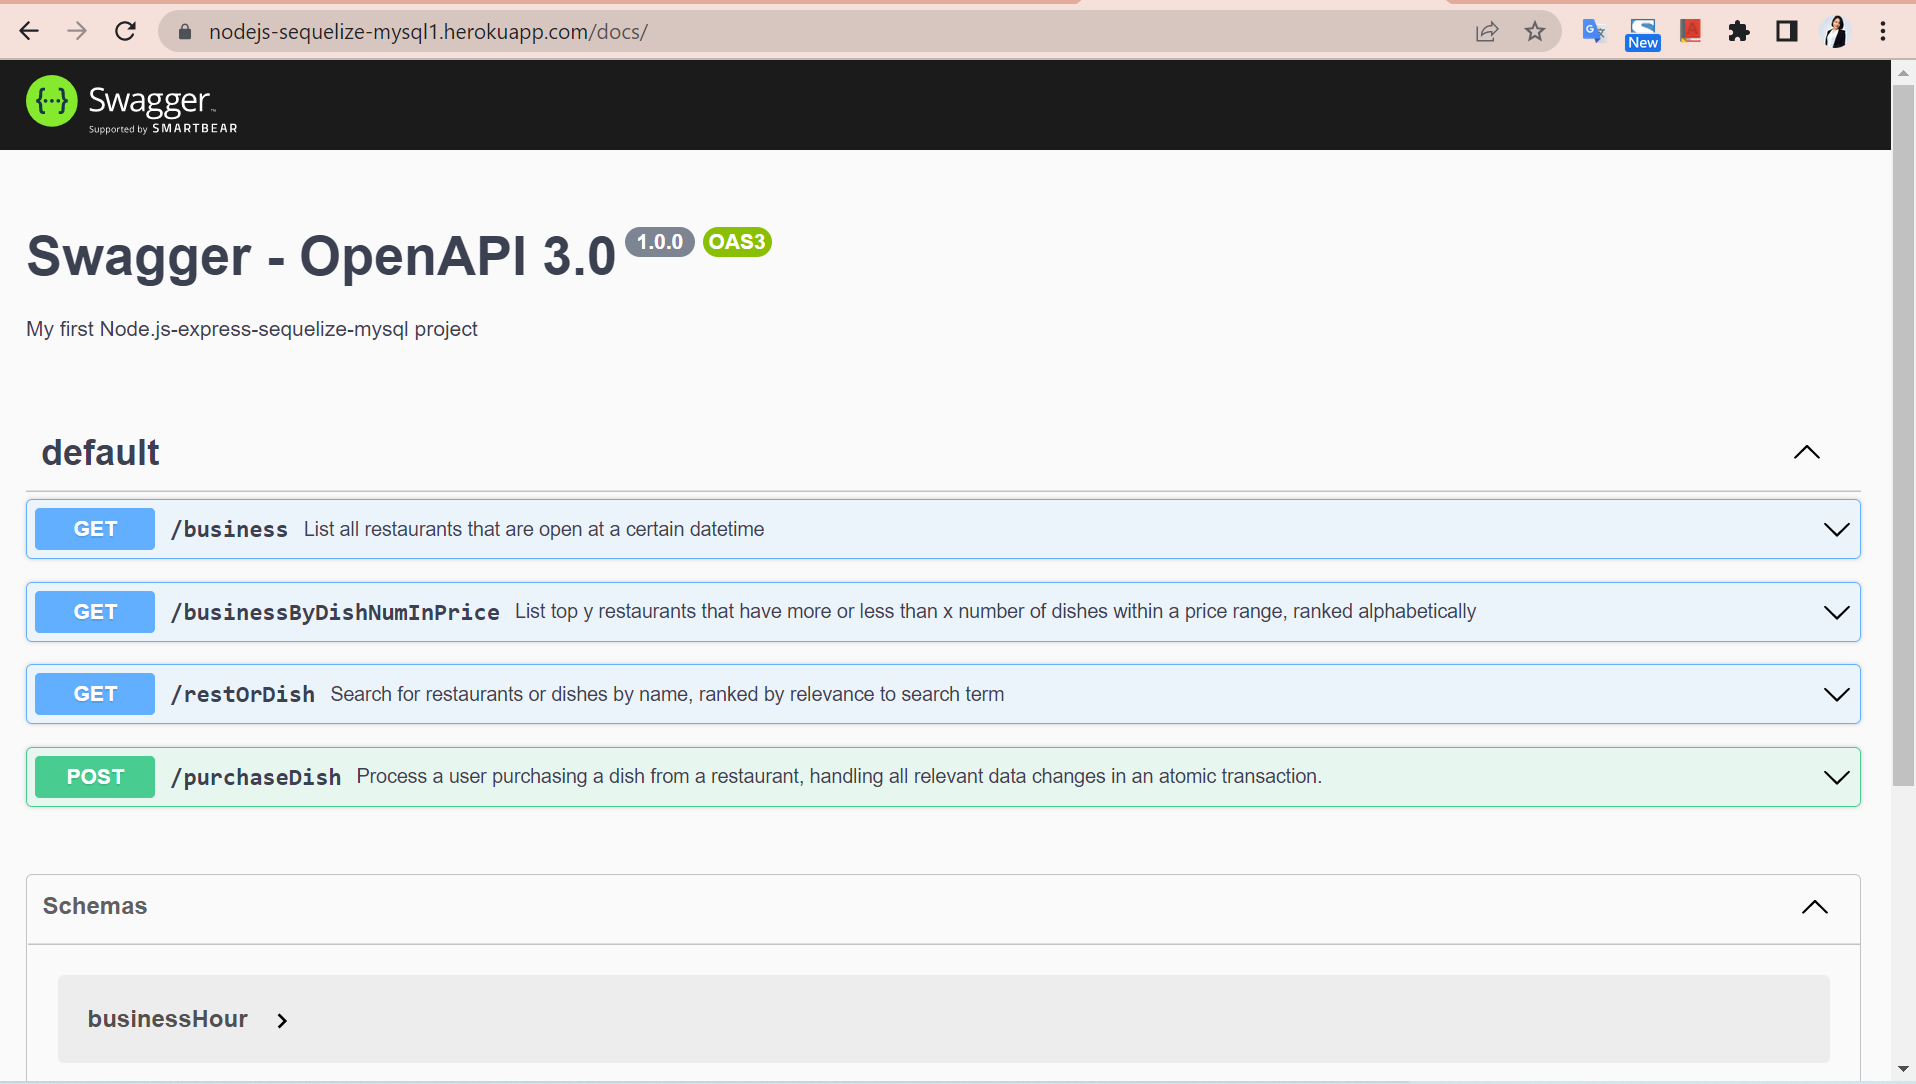 nodejs-sequelize-mysql1.herokuapp.com/docs/
New
{···} Swagger™
Supported by SMARTBEAR
Swagger - OpenAPI 3.0 1.0.0 OAS3
My first Node.js-express-sequelize-mysql project
default
GET /business List all restaurants that are open at a certain datetime
GET /businessByDishNumInPrice List top y restaurants that have more or less than x number of dishes within a price range, ranked alphabetically
GET /restOrDish Search for restaurants or dishes by name, ranked by relevance to search term
POST /purchaseDish Process a user purchasing a dish from a restaurant, handling all relevant data changes in an atomic transaction.
Schemas
businessHour